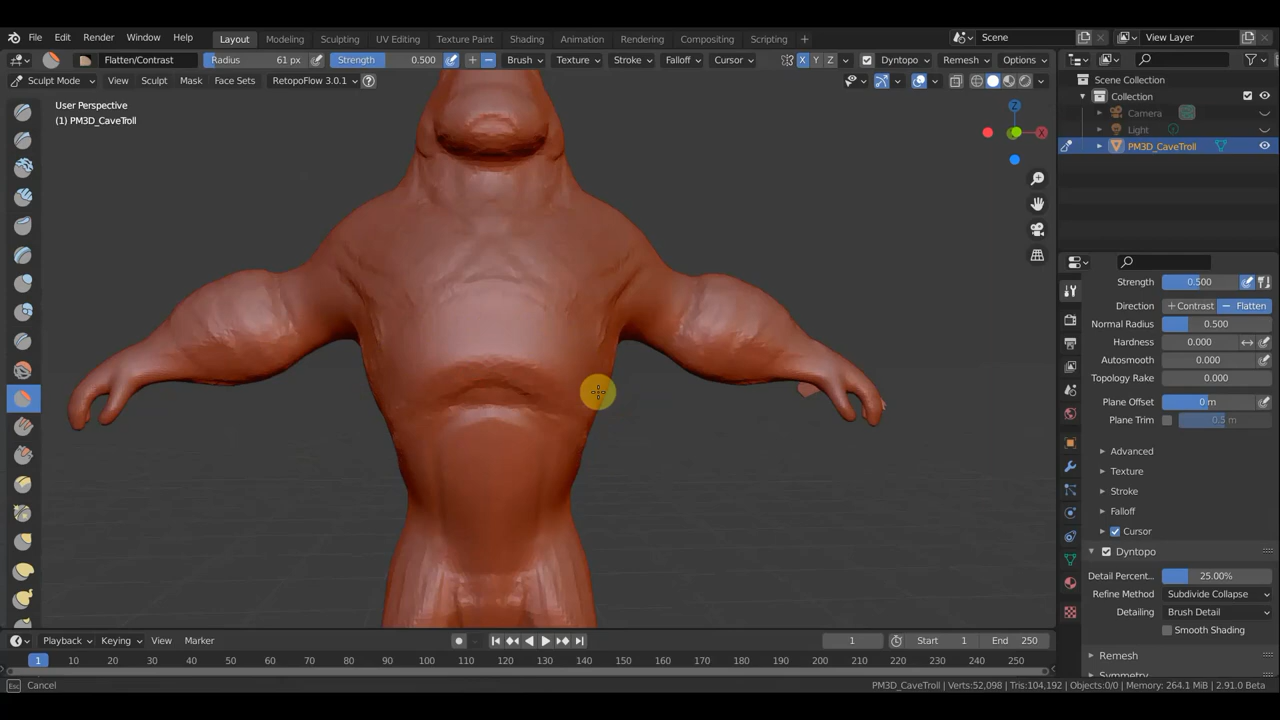 File Edit Render Window Help Layout Modeling Sculpting UV Editing Texture Paint Shading Animation Rendering Compositing Scripting + Scene View Layer
Flatten/Contrast Radius 61 px Strength 0.500 Brush Texture Stroke Falloff Cursor X Y Z Dyntopo Remesh Options
Sculpt Mode View Sculpt Mask Face Sets RetopoFlow 3.0.1 ?
User Perspective
(1) PM3D_CaveTroll
Z
X
Scene Collection
Collection
Camera
Light
PM3D_CaveTroll
Strength 0.500
Direction + Contrast − Flatten
Normal Radius 0.500
Hardness 0.000
Autosmooth 0.000
Topology Rake 0.000
Plane Offset 0 m
Plane Trim 0.5 m
Advanced
Texture
Stroke
Falloff
Cursor
Dyntopo
Detail Percent... 25.00%
Refine Method Subdivide Collapse
Detailing Brush Detail
Smooth Shading
Remesh
Symmetry
Playback Keying View Marker 1 Start 1 End 250
1 10 20 30 40 50 60 70 80 90 100 110 120 130 140 150 160 170 180 190 200 210 220 230 240 250
Esc Cancel PM3D_CaveTroll | Verts:52,098 | Tris:104,192 | Objects:0/0 | Memory: 264.1 MiB | 2.91.0 Beta